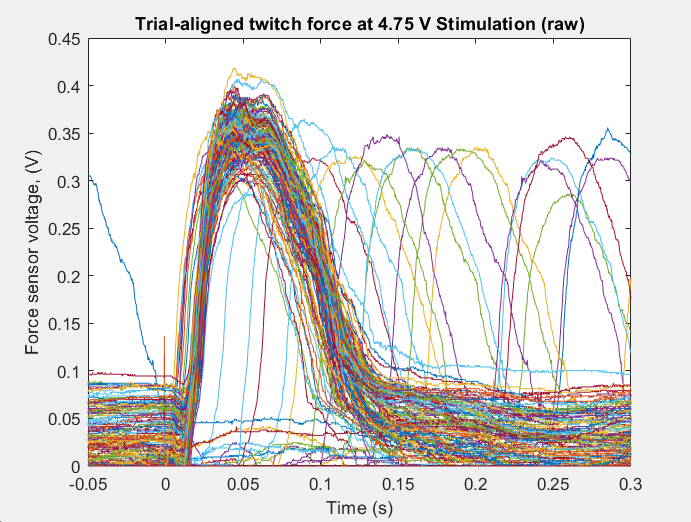 Trial-aligned twitch force at 4.75 V Stimulation (raw)
0.45
0.4
0.35
0.3
0.25
0.2
0.15
0.1
0.05
0
Force sensor voltage, (V)
-0.05 0 0.05 0.1 0.15 0.2 0.25 0.3
Time (s)